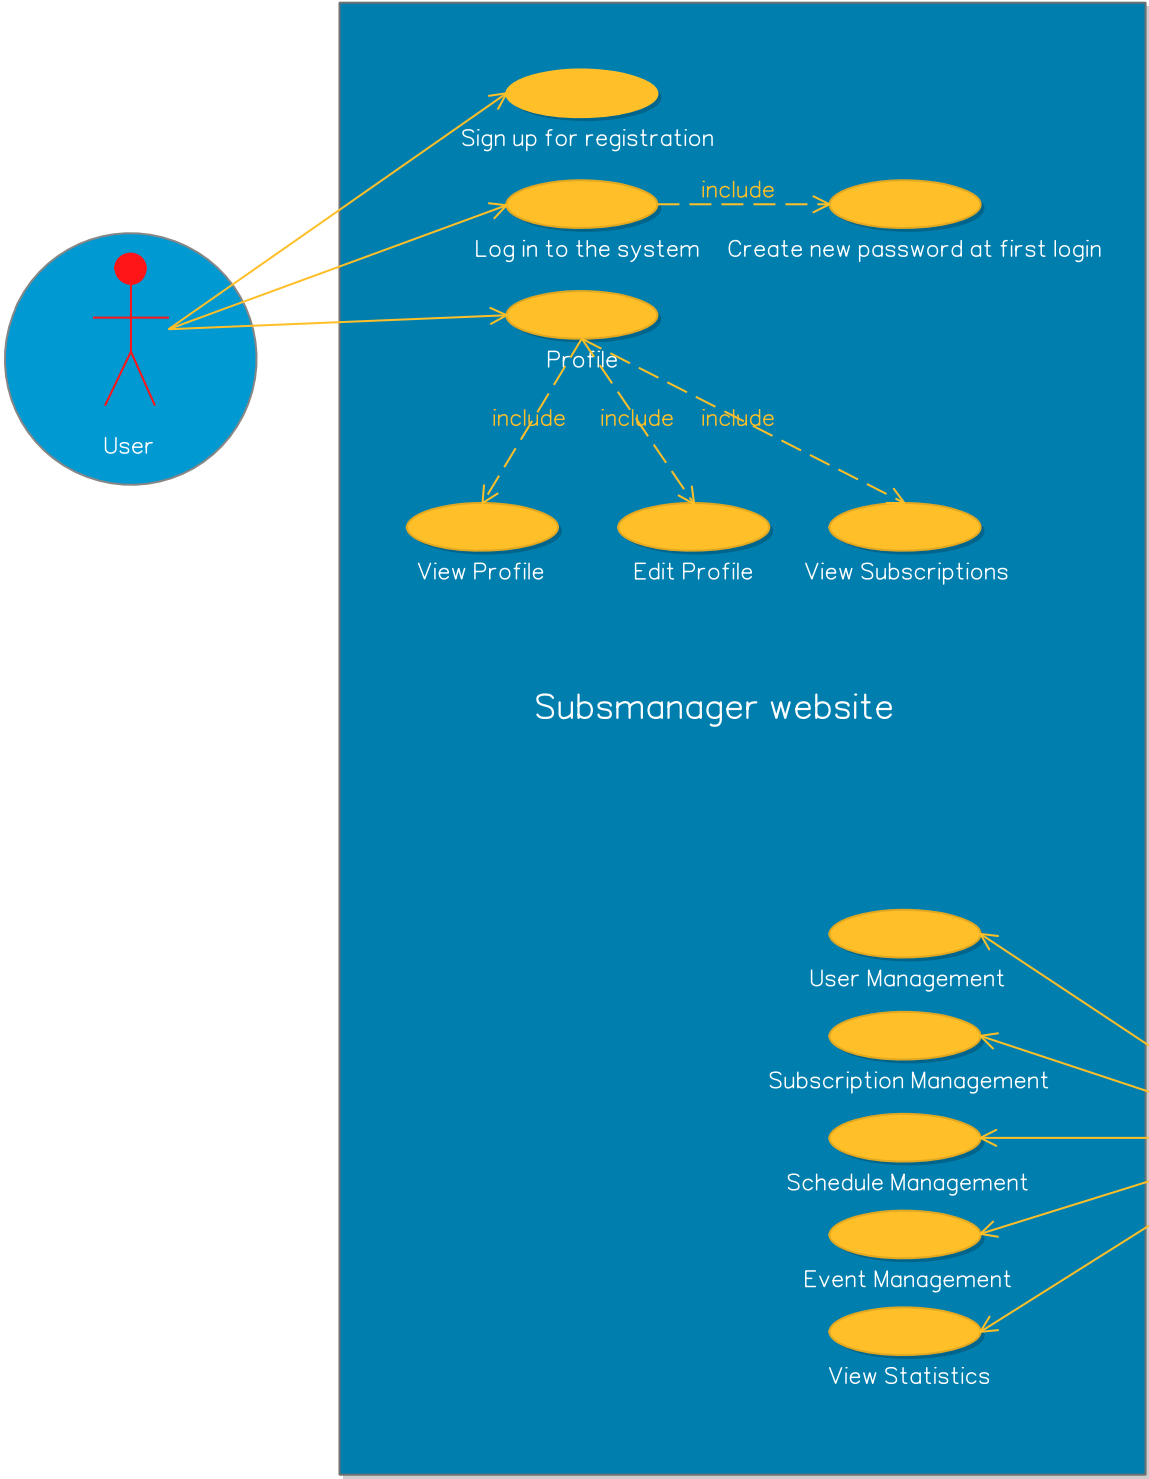 Sign up for registration
include
Log in to the system
Create new password at first login
Profile
include
include
include
User
View Profile
Edit Profile
View Subscriptions
Subsmanager website
User Management
Subscription Management
Schedule Management
Event Management
View Statistics